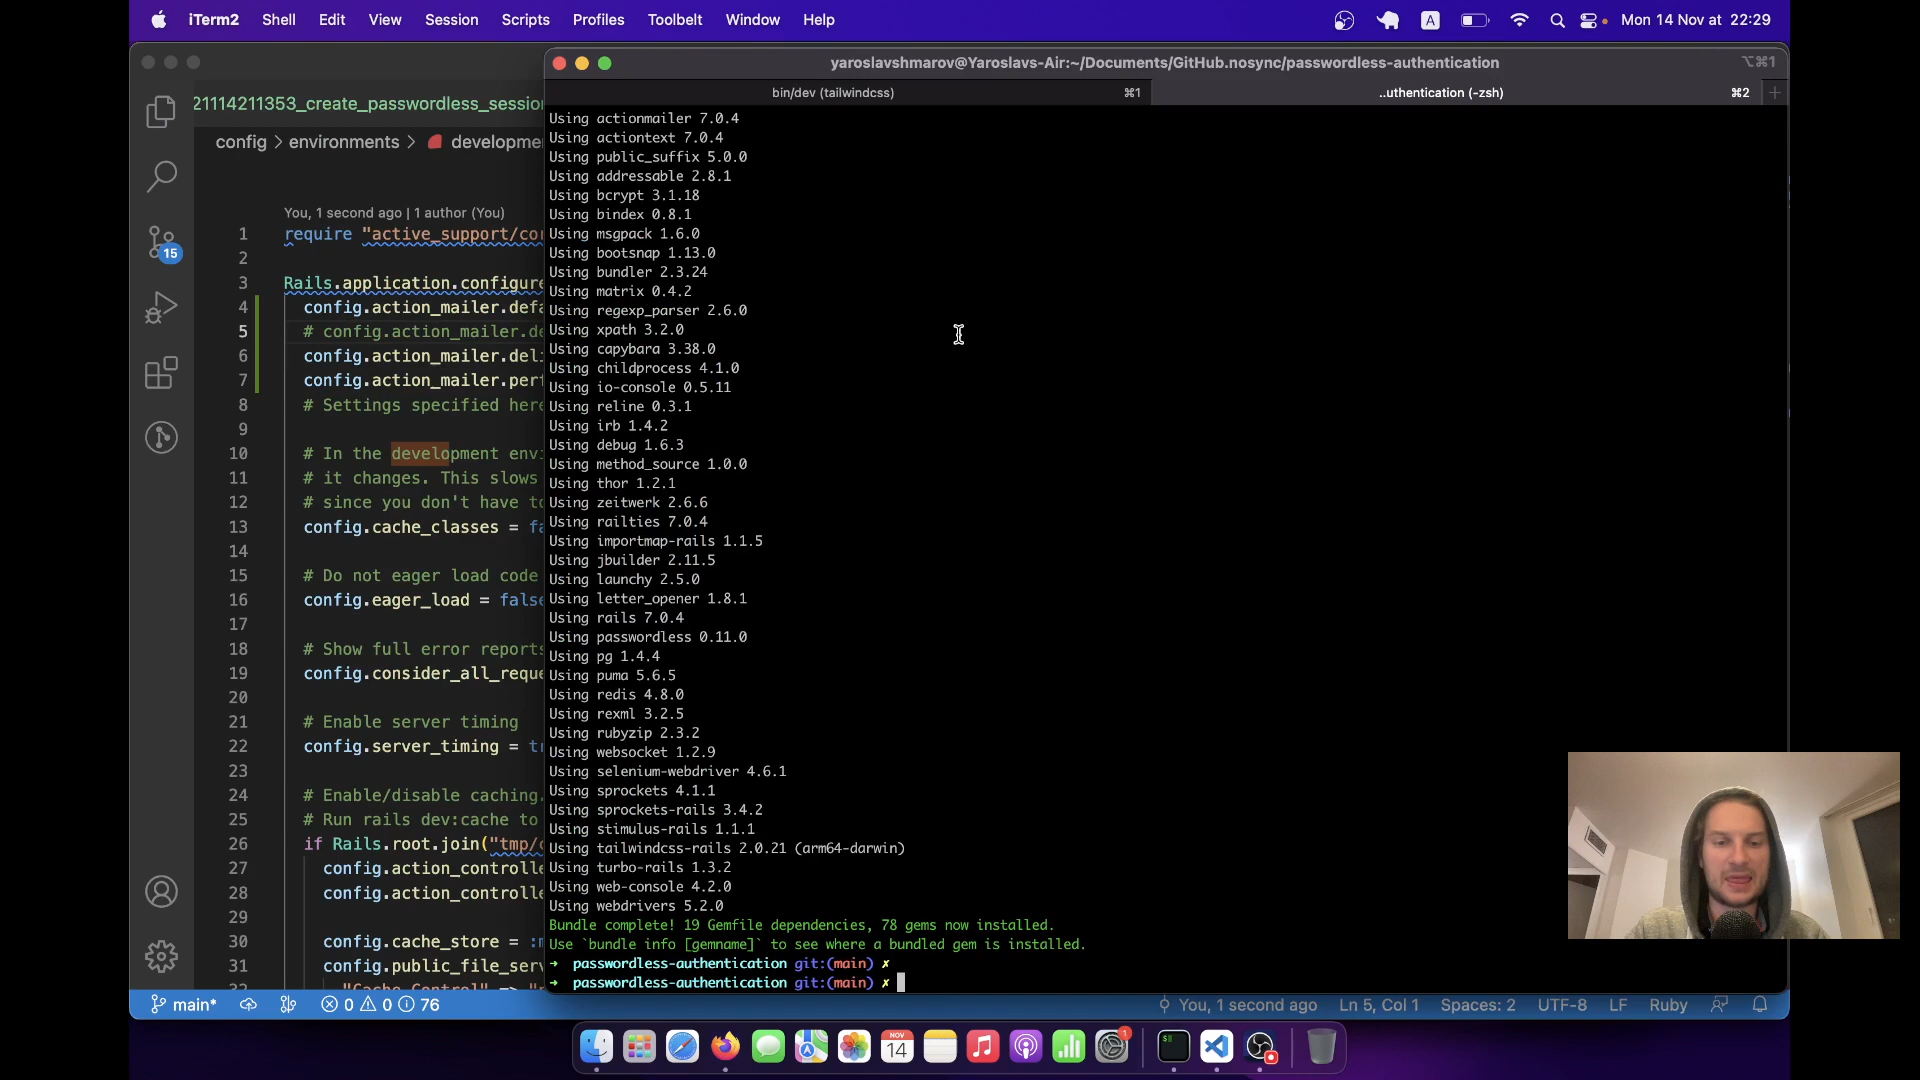 iTerm2 Shell Edit View Session Scripts Profiles Toolbelt Window Help
A Mon 14 Nov at 22:29
yaroslavshmarov@Yaroslavs-Air:~/Documents/GitHub.nosync/passwordless-authentication
⌥⌘1
bin/dev (tailwindcss) ⌘1
..uthentication (-zsh) ⌘2 +
21114211353_create_passwordless_session
config > environments > developme
15
You, 1 second ago | 1 author (You)
1 require "active_support/cor
2
3 Rails.application.configure
4 config.action_mailer.defa
5 # config.action_mailer.de
6 config.action_mailer.deli
7 config.action_mailer.perf
8 # Settings specified here
9
10 # In the development envi
11 # it changes. This slows
12 # since you don't have to
13 config.cache_classes = fa
14
15 # Do not eager load code
16 config.eager_load = false
17
18 # Show full error reports
19 config.consider_all_reque
20
21 # Enable server timing
22 config.server_timing = tr
23
24 # Enable/disable caching.
25 # Run rails dev:cache to
26 if Rails.root.join("tmp/c
27 config.action_controlle
28 config.action_controlle
29
30 config.cache_store = :m
31 config.public_file_serv
32 "Cache-Control" => "p
Using actionmailer 7.0.4
Using actiontext 7.0.4
Using public_suffix 5.0.0
Using addressable 2.8.1
Using bcrypt 3.1.18
Using bindex 0.8.1
Using msgpack 1.6.0
Using bootsnap 1.13.0
Using bundler 2.3.24
Using matrix 0.4.2
Using regexp_parser 2.6.0
Using xpath 3.2.0
Using capybara 3.38.0
Using childprocess 4.1.0
Using io-console 0.5.11
Using reline 0.3.1
Using irb 1.4.2
Using debug 1.6.3
Using method_source 1.0.0
Using thor 1.2.1
Using zeitwerk 2.6.6
Using railties 7.0.4
Using importmap-rails 1.1.5
Using jbuilder 2.11.5
Using launchy 2.5.0
Using letter_opener 1.8.1
Using rails 7.0.4
Using passwordless 0.11.0
Using pg 1.4.4
Using puma 5.6.5
Using redis 4.8.0
Using rexml 3.2.5
Using rubyzip 2.3.2
Using websocket 1.2.9
Using selenium-webdriver 4.6.1
Using sprockets 4.1.1
Using sprockets-rails 3.4.2
Using stimulus-rails 1.1.1
Using tailwindcss-rails 2.0.21 (arm64-darwin)
Using turbo-rails 1.3.2
Using web-console 4.2.0
Using webdrivers 5.2.0
Bundle complete! 19 Gemfile dependencies, 78 gems now installed.
Use `bundle info [gemname]` to see where a bundled gem is installed.
→ passwordless-authentication git:(main) ✗
→ passwordless-authentication git:(main) ✗
main* 0 0 76 You, 1 second ago Ln 5, Col 1 Spaces: 2 UTF-8 LF Ruby
NOV
14
1
$